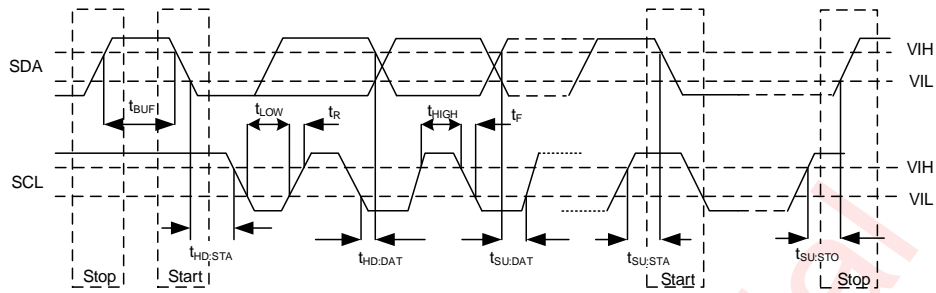 SDA
VIH
VIL
tBUF
tLOW
tR
tHIGH
tF
SCL
VIH
VIL
tHD:STA
tHD:DAT
tSU:DAT
tSU:STA
tSU:STO
Stop
Start
Start
Stop